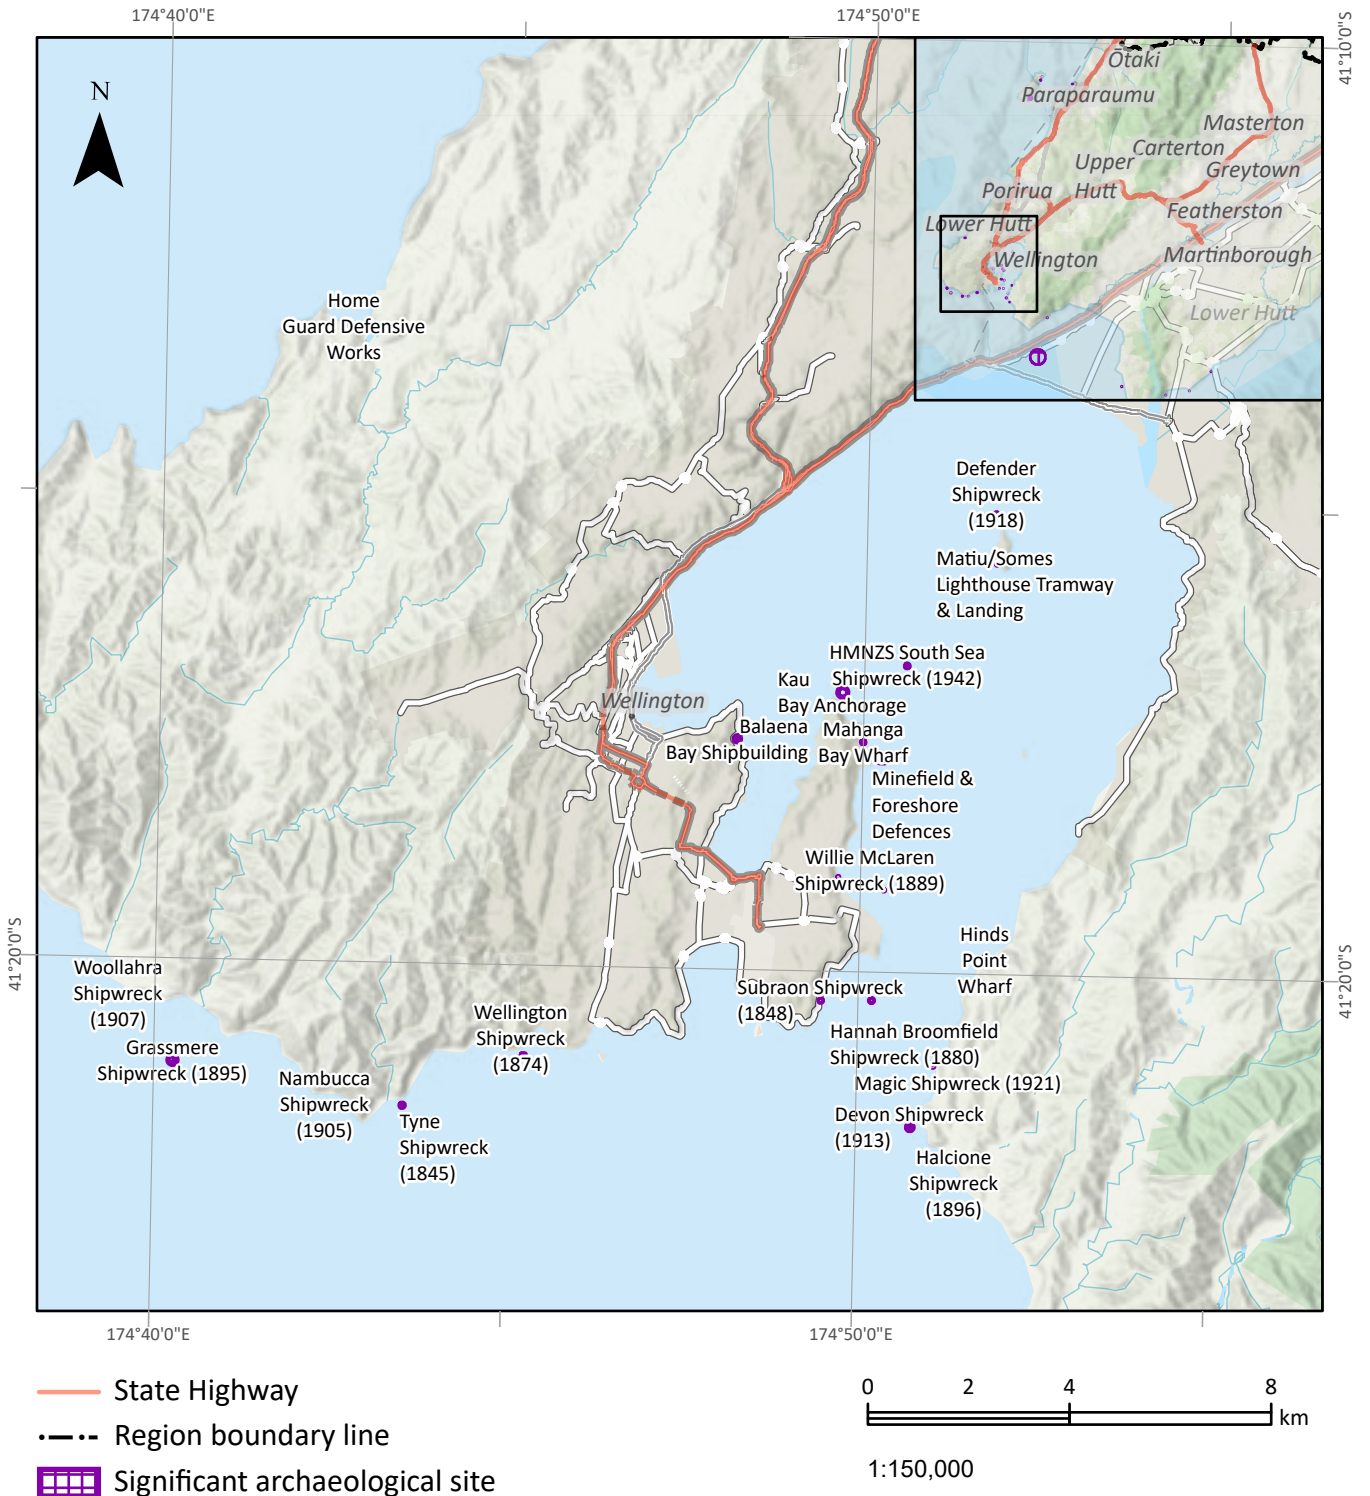 174°40'0"E
174°50'0"E
41°10'0"S
N
Ōtaki
Paraparaumu
Masterton
Carterton
Upper
Hutt
Greytown
Porirua
Featherston
Lower Hutt
Wellington
Martinborough
Lower Hutt
Home
Guard Defensive
Works
Defender
Shipwreck
(1918)
Matiu/Somes
Lighthouse Tramway
& Landing
HMNZS South Sea
Shipwreck (1942)
Kau
Bay Anchorage
Wellington
Balaena
Bay Shipbuilding
Mahanga
Bay Wharf
Minefield &
Foreshore
Defences
Willie McLaren
Shipwreck (1889)
Hinds
Point
Wharf
41°20'0"S
41°20'0"S
Woollahra
Shipwreck
(1907)
Grassmere
Shipwreck (1895)
Nambucca
Shipwreck
(1905)
Tyne
Shipwreck
(1845)
Wellington
Shipwreck
(1874)
Subraon Shipwreck
(1848)
Hannah Broomfield
Shipwreck (1880)
Magic Shipwreck (1921)
Devon Shipwreck
(1913)
Halcione
Shipwreck
(1896)
174°40'0"E
174°50'0"E
State Highway
Region boundary line
Significant archaeological site
0 2 4 8
km
1:150,000